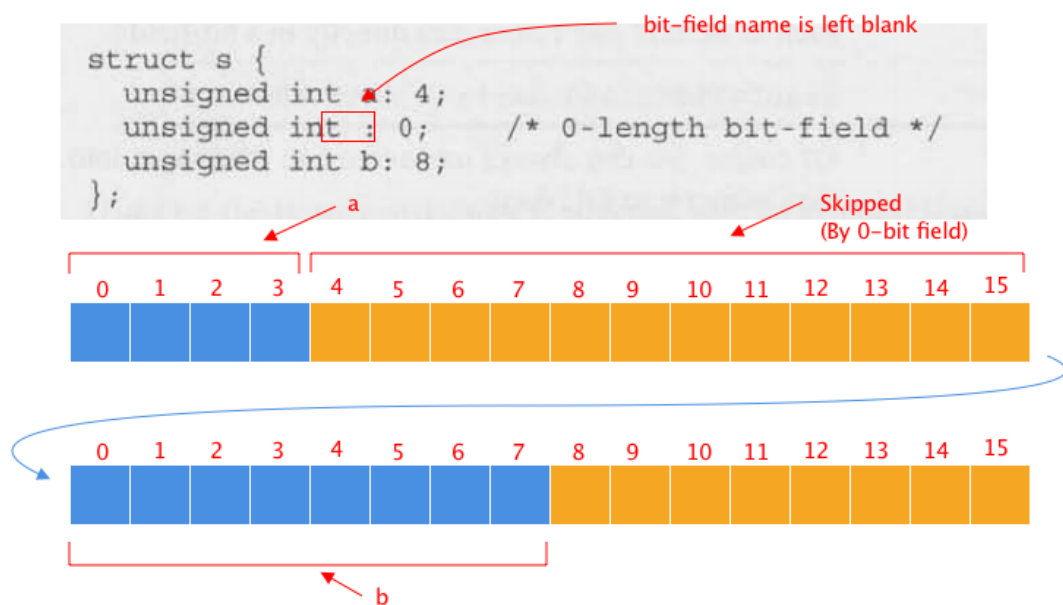 bit-field name is left blank
struct s {
unsigned int a: 4;
unsigned int : 0; /* 0-length bit-field */
unsigned int b: 8;
};
a
Skipped
(By 0-bit field)
0 1 2 3 4 5 6 7 8 9 10 11 12 13 14 15
0 1 2 3 4 5 6 7 8 9 10 11 12 13 14 15
b